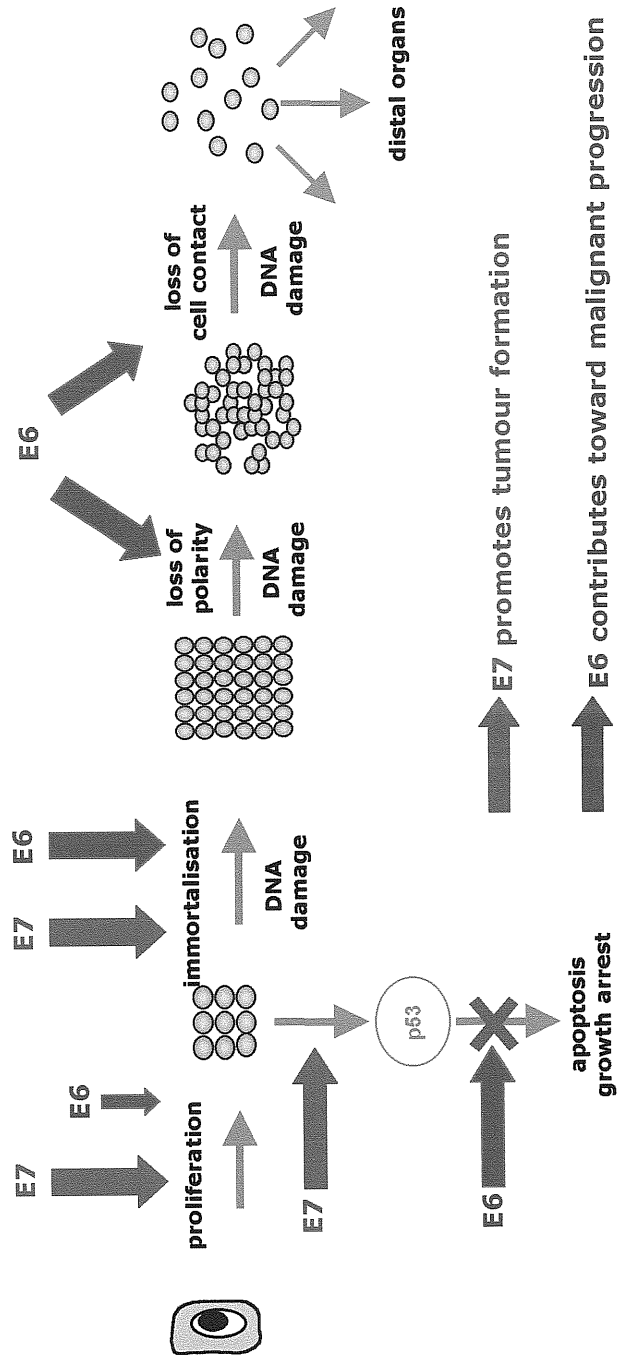 E7
E6
proliferation
E7
E6
immortalisation
DNA
damage
E6
loss of
polarity
DNA
damage
loss of
cell contact
DNA
damage
distal organs
E7
p53
E6
apoptosis
growth arrest
E7 promotes tumour formation
E6 contributes toward malignant progression